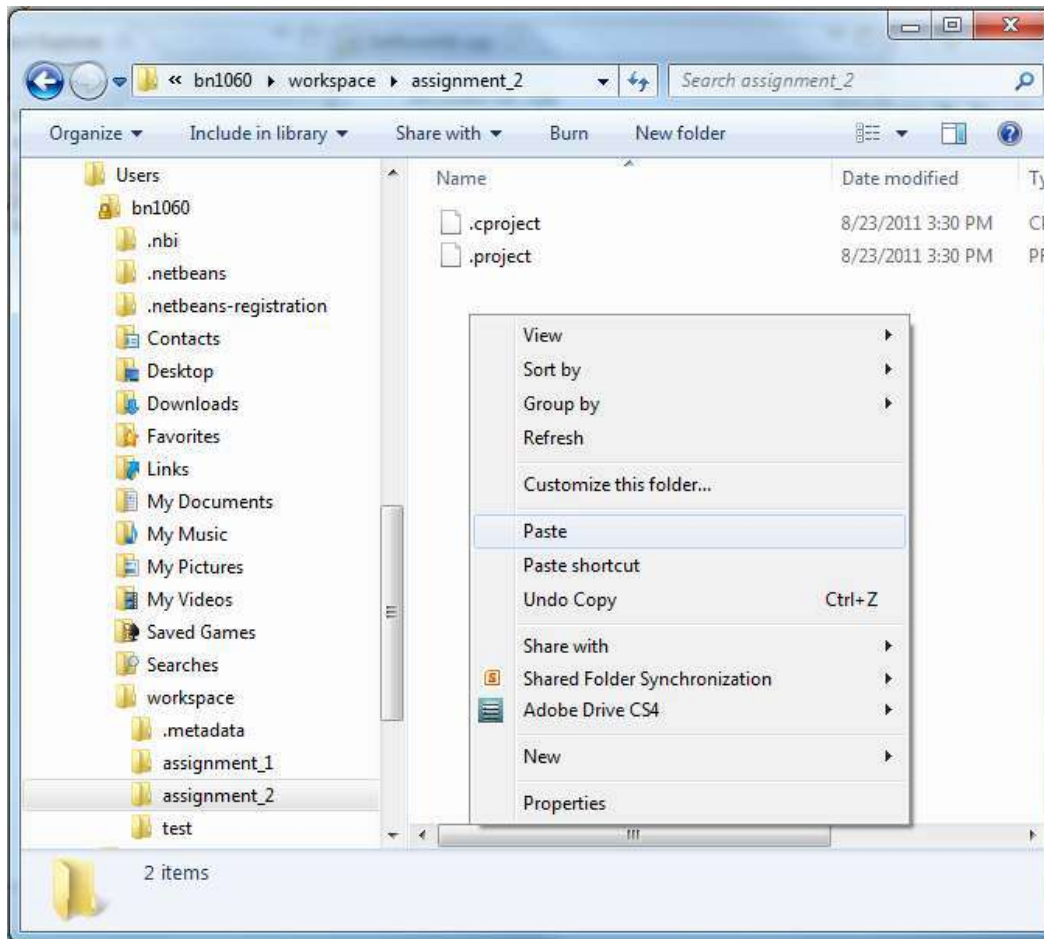 « bn1060 ▸ workspace ▸ assignment_2
Search assignment_2
Organize Include in library Share with Burn New folder
Users
bn1060
.nbi
.netbeans
.netbeans-registration
Contacts
Desktop
Downloads
Favorites
Links
My Documents
My Music
My Pictures
My Videos
Saved Games
Searches
workspace
.metadata
assignment_1
assignment_2
test
Name Date modified Ty
.cproject 8/23/2011 3:30 PM
.project 8/23/2011 3:30 PM
View
Sort by
Group by
Refresh
Customize this folder...
Paste
Paste shortcut
Undo Copy Ctrl+Z
Share with
Shared Folder Synchronization
Adobe Drive CS4
New
Properties
2 items